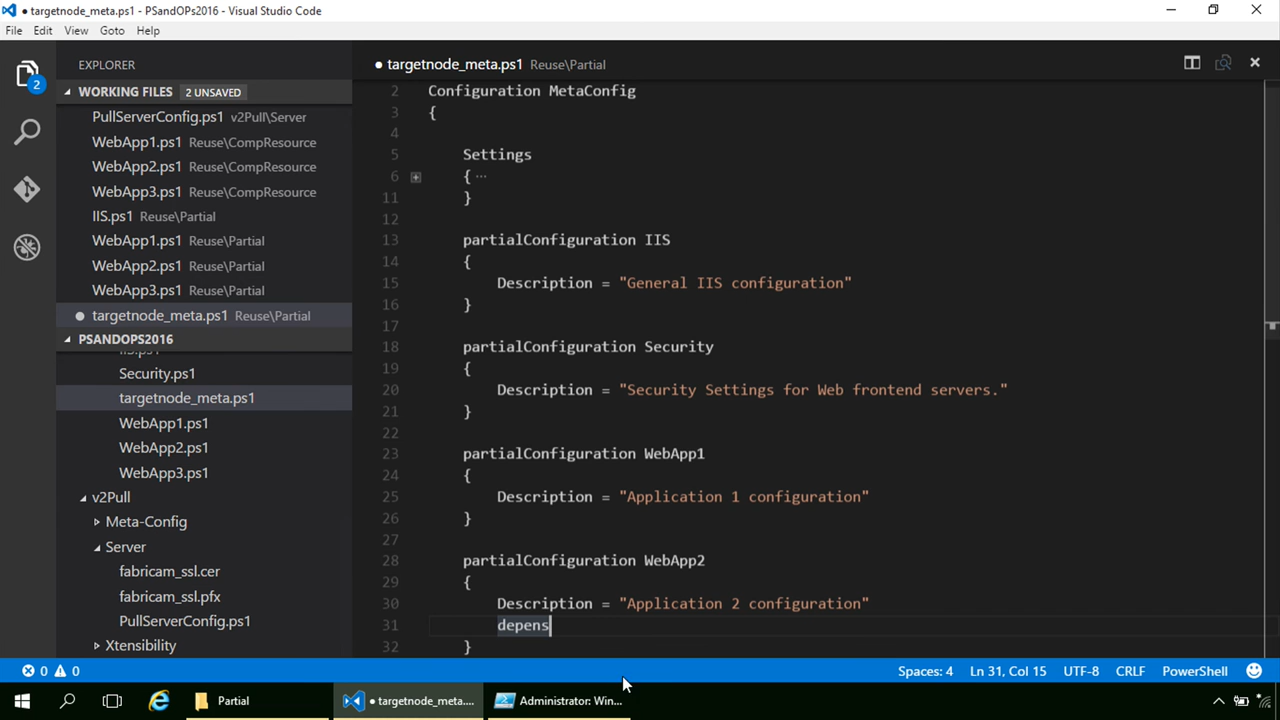 ● targetnode_meta.ps1 - PSandOPs2016 - Visual Studio Code
File Edit View Goto Help
EXPLORER
WORKING FILES 2 UNSAVED
PullServerConfig.ps1 v2Pull\Server
WebApp1.ps1 Reuse\CompResource
WebApp2.ps1 Reuse\CompResource
WebApp3.ps1 Reuse\CompResource
IIS.ps1 Reuse\Partial
WebApp1.ps1 Reuse\Partial
WebApp2.ps1 Reuse\Partial
WebApp3.ps1 Reuse\Partial
● targetnode_meta.ps1 Reuse\Partial
PSANDOPS2016
IIS.ps1
Security.ps1
targetnode_meta.ps1
WebApp1.ps1
WebApp2.ps1
WebApp3.ps1
v2Pull
Meta-Config
Server
fabricam_ssl.cer
fabricam_ssl.pfx
PullServerConfig.ps1
Xtensibility
2
● targetnode_meta.ps1 Reuse\Partial
2 Configuration MetaConfig
3 {
4
5 Settings
6 { ...
11 }
12
13 partialConfiguration IIS
14 {
15 Description = "General IIS configuration"
16 }
17
18 partialConfiguration Security
19 {
20 Description = "Security Settings for Web frontend servers."
21 }
22
23 partialConfiguration WebApp1
24 {
25 Description = "Application 1 configuration"
26 }
27
28 partialConfiguration WebApp2
29 {
30 Description = "Application 2 configuration"
31 depens
32 }
0 0 Spaces: 4 Ln 31, Col 15 UTF-8 CRLF PowerShell
Partial ● targetnode_meta.... Administrator: Win...